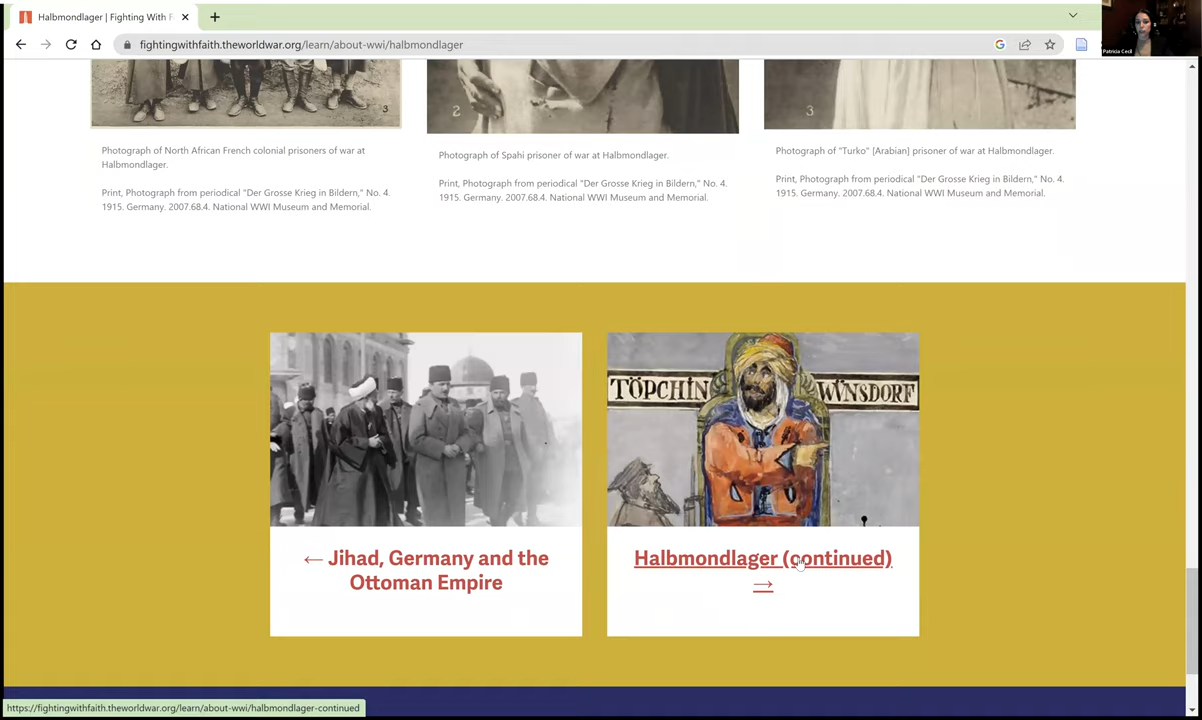 Halbmondlager | Fighting With F
fightingwithfaith.theworldwar.org/learn/about-wwi/halbmondlager
Patricia Cecil
3
2
3
Photograph of North African French colonial prisoners of war at
Halbmondlager.
Print, Photograph from periodical "Der Grosse Krieg in Bildern," No. 4.
1915. Germany. 2007.68.4. National WWI Museum and Memorial.
Photograph of Spahi prisoner of war at Halbmondlager.
Print, Photograph from periodical "Der Grosse Krieg in Bildern," No. 4.
1915. Germany. 2007.68.4. National WWI Museum and Memorial.
Photograph of "Turko" [Arabian] prisoner of war at Halbmondlager.
Print, Photograph from periodical "Der Grosse Krieg in Bildern," No. 4.
1915. Germany. 2007.68.4. National WWI Museum and Memorial.
← Jihad, Germany and the
Ottoman Empire
TÖPCHIN WÜNSDORF
Halbmondlager (continued)
→
https://fightingwithfaith.theworldwar.org/learn/about-wwi/halbmondlager-continued